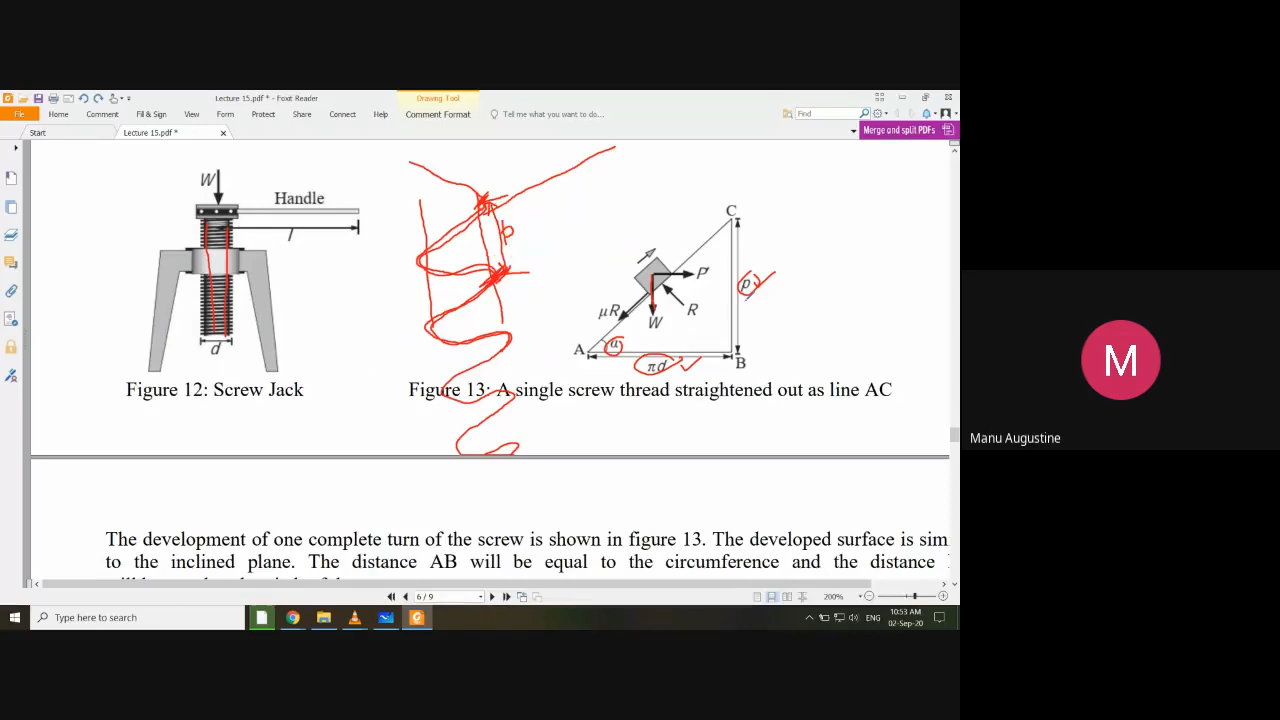 Lecture 15.pdf * - Foxit Reader
Drawing Tool
File
Home
Comment
Fill & Sign
View
Form
Protect
Share
Connect
Help
Comment Format
Tell me what you want to do...
Find
Start
Lecture 15.pdf *
Merge and split PDFs
W
Handle
l
d
p
C
P'
p
μR
W
R
A
α
B
πd
Figure 12: Screw Jack
Figure 13: A single screw thread straightened out as line AC
Manu Augustine
M
The development of one complete turn of the screw is shown in figure 13. The developed surface is sim
to the inclined plane. The distance AB will be equal to the circumference and the distance
6 / 9
200%
Type here to search
ENG
10:53 AM
02-Sep-20